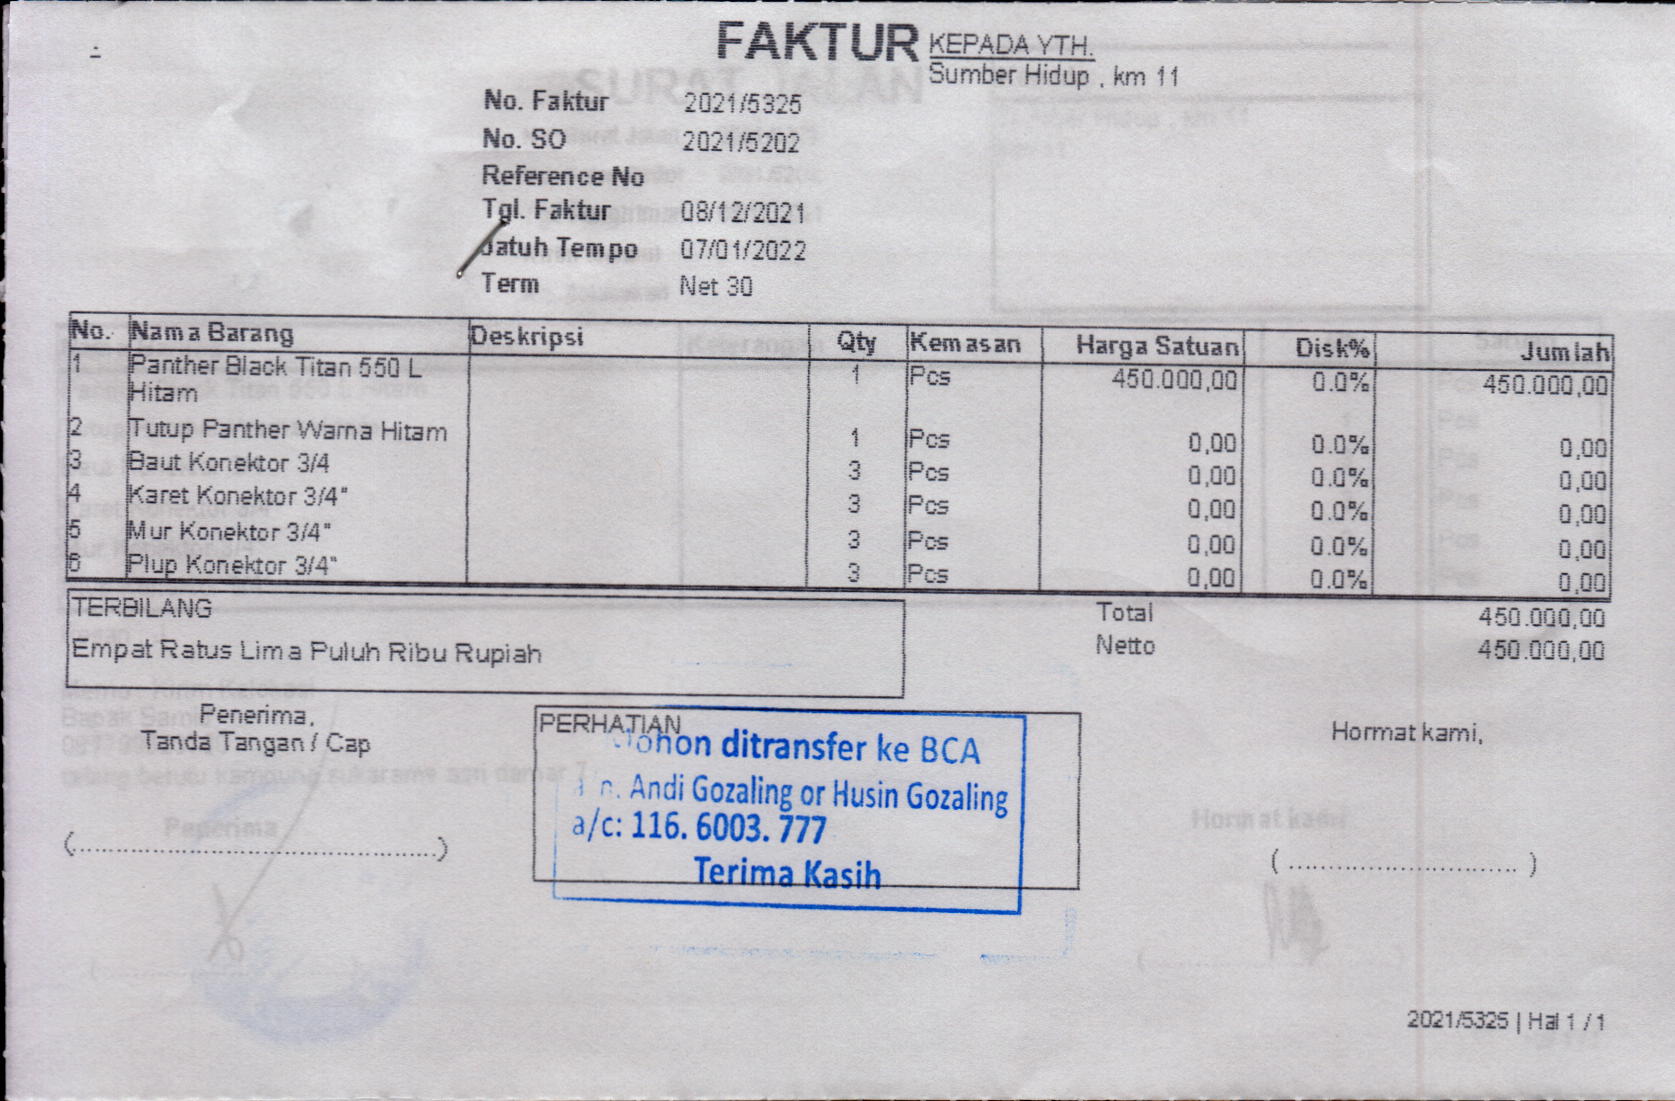 FAKTUR
KEPADA YTH.
Sumber Hidup , km 11
No. Faktur 2021/5325
No. SO 2021/5202
Reference No
Tgl. Faktur 08/12/2021
Jatuh Tempo 07/01/2022
Term Net 30
No. Nama Barang Deskripsi Qty Kemasan Harga Satuan Disk% Jumlah
1 Panther Black Titan 550 L 1 Pcs 450.000,00 0.0% 450.000,00
Hitam
2 Tutup Panther Warna Hitam 1 Pcs 0,00 0.0% 0,00
3 Baut Konektor 3/4 3 Pcs 0,00 0.0% 0,00
4 Karet Konektor 3/4" 3 Pcs 0,00 0.0% 0,00
5 Mur Konektor 3/4" 3 Pcs 0,00 0.0% 0,00
6 Plup Konektor 3/4" 3 Pcs 0,00 0.0% 0,00
TERBILANG
Empat Ratus Lima Puluh Ribu Rupiah
Total 450.000,00
Netto 450.000,00
Penerima,
Tanda Tangan / Cap
(......................................)
PERHATIAN
Mohon ditransfer ke BCA
a.n. Andi Gozaling or Husin Gozaling
a/c: 116. 6003. 777
Terima Kasih
Hormat kami,
( ............................ )
2021/5325 | Hal 1 / 1